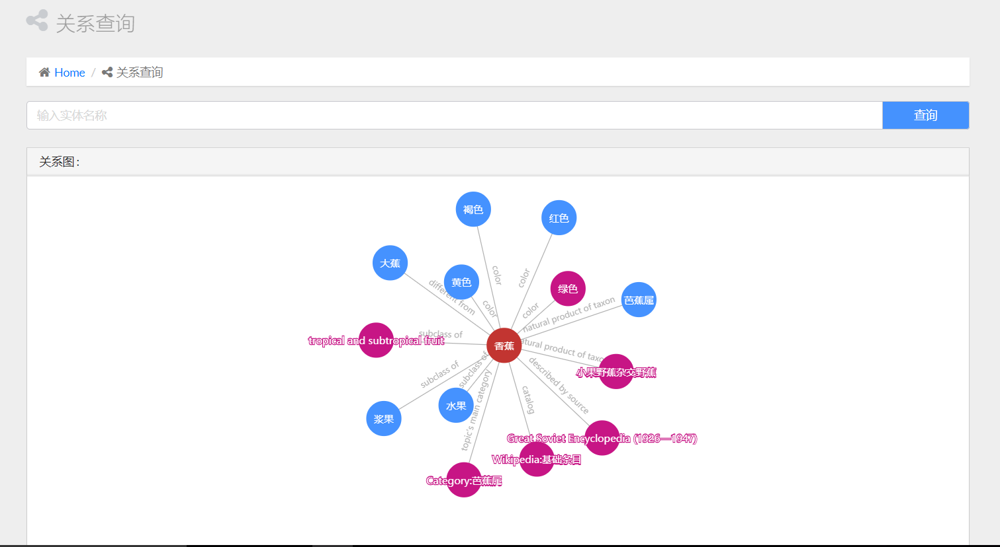 关系查询
Home / 关系查询
输入实体名称
查询
关系图：
褐色
红色
color
color
大蕉
different from
黄色
color
绿色
color
芭蕉属
natural product of taxon
tropical and subtropical fruit
subclass of
香蕉
natural product of taxon
小果野蕉杂交野蕉
subclass of
浆果
subclass of
水果
topic's main category
catalog
described by source
Great Soviet Encyclopedia (1926—1947)
Wikipedia:基础条目
Category:芭蕉属